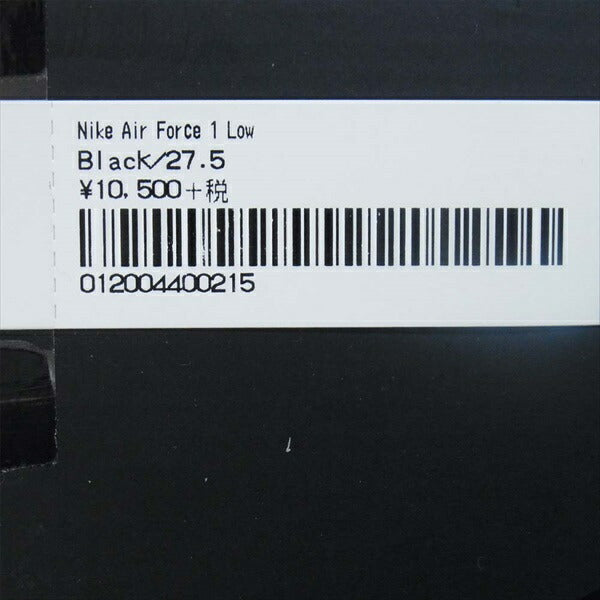 Nike Air Force 1 Low
Black/27.5
¥10,500+税
012004400215